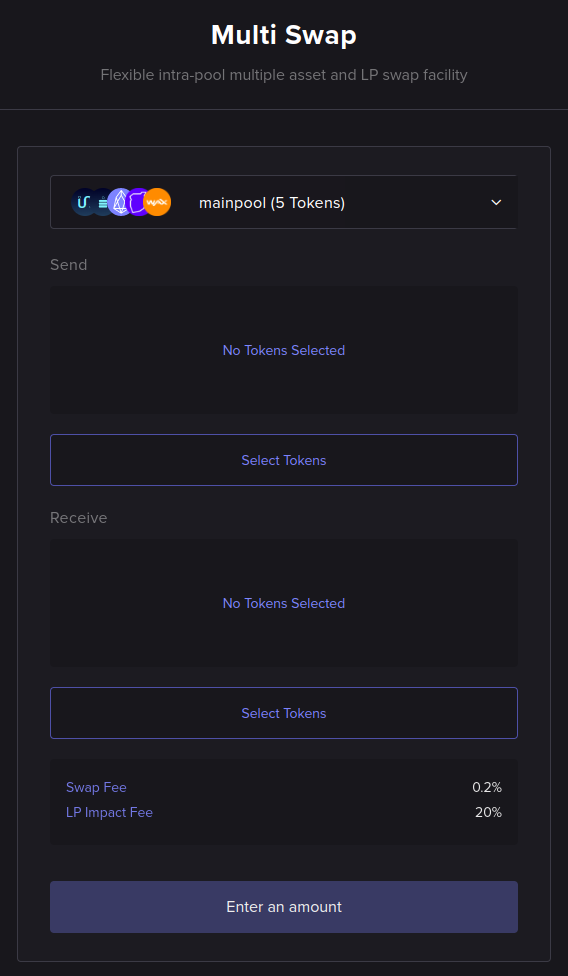 Multi Swap
Flexible intra-pool multiple asset and LP swap facility
mainpool (5 Tokens)
Send
No Tokens Selected
Select Tokens
Receive
No Tokens Selected
Select Tokens
Swap Fee 0.2%
LP Impact Fee 20%
Enter an amount